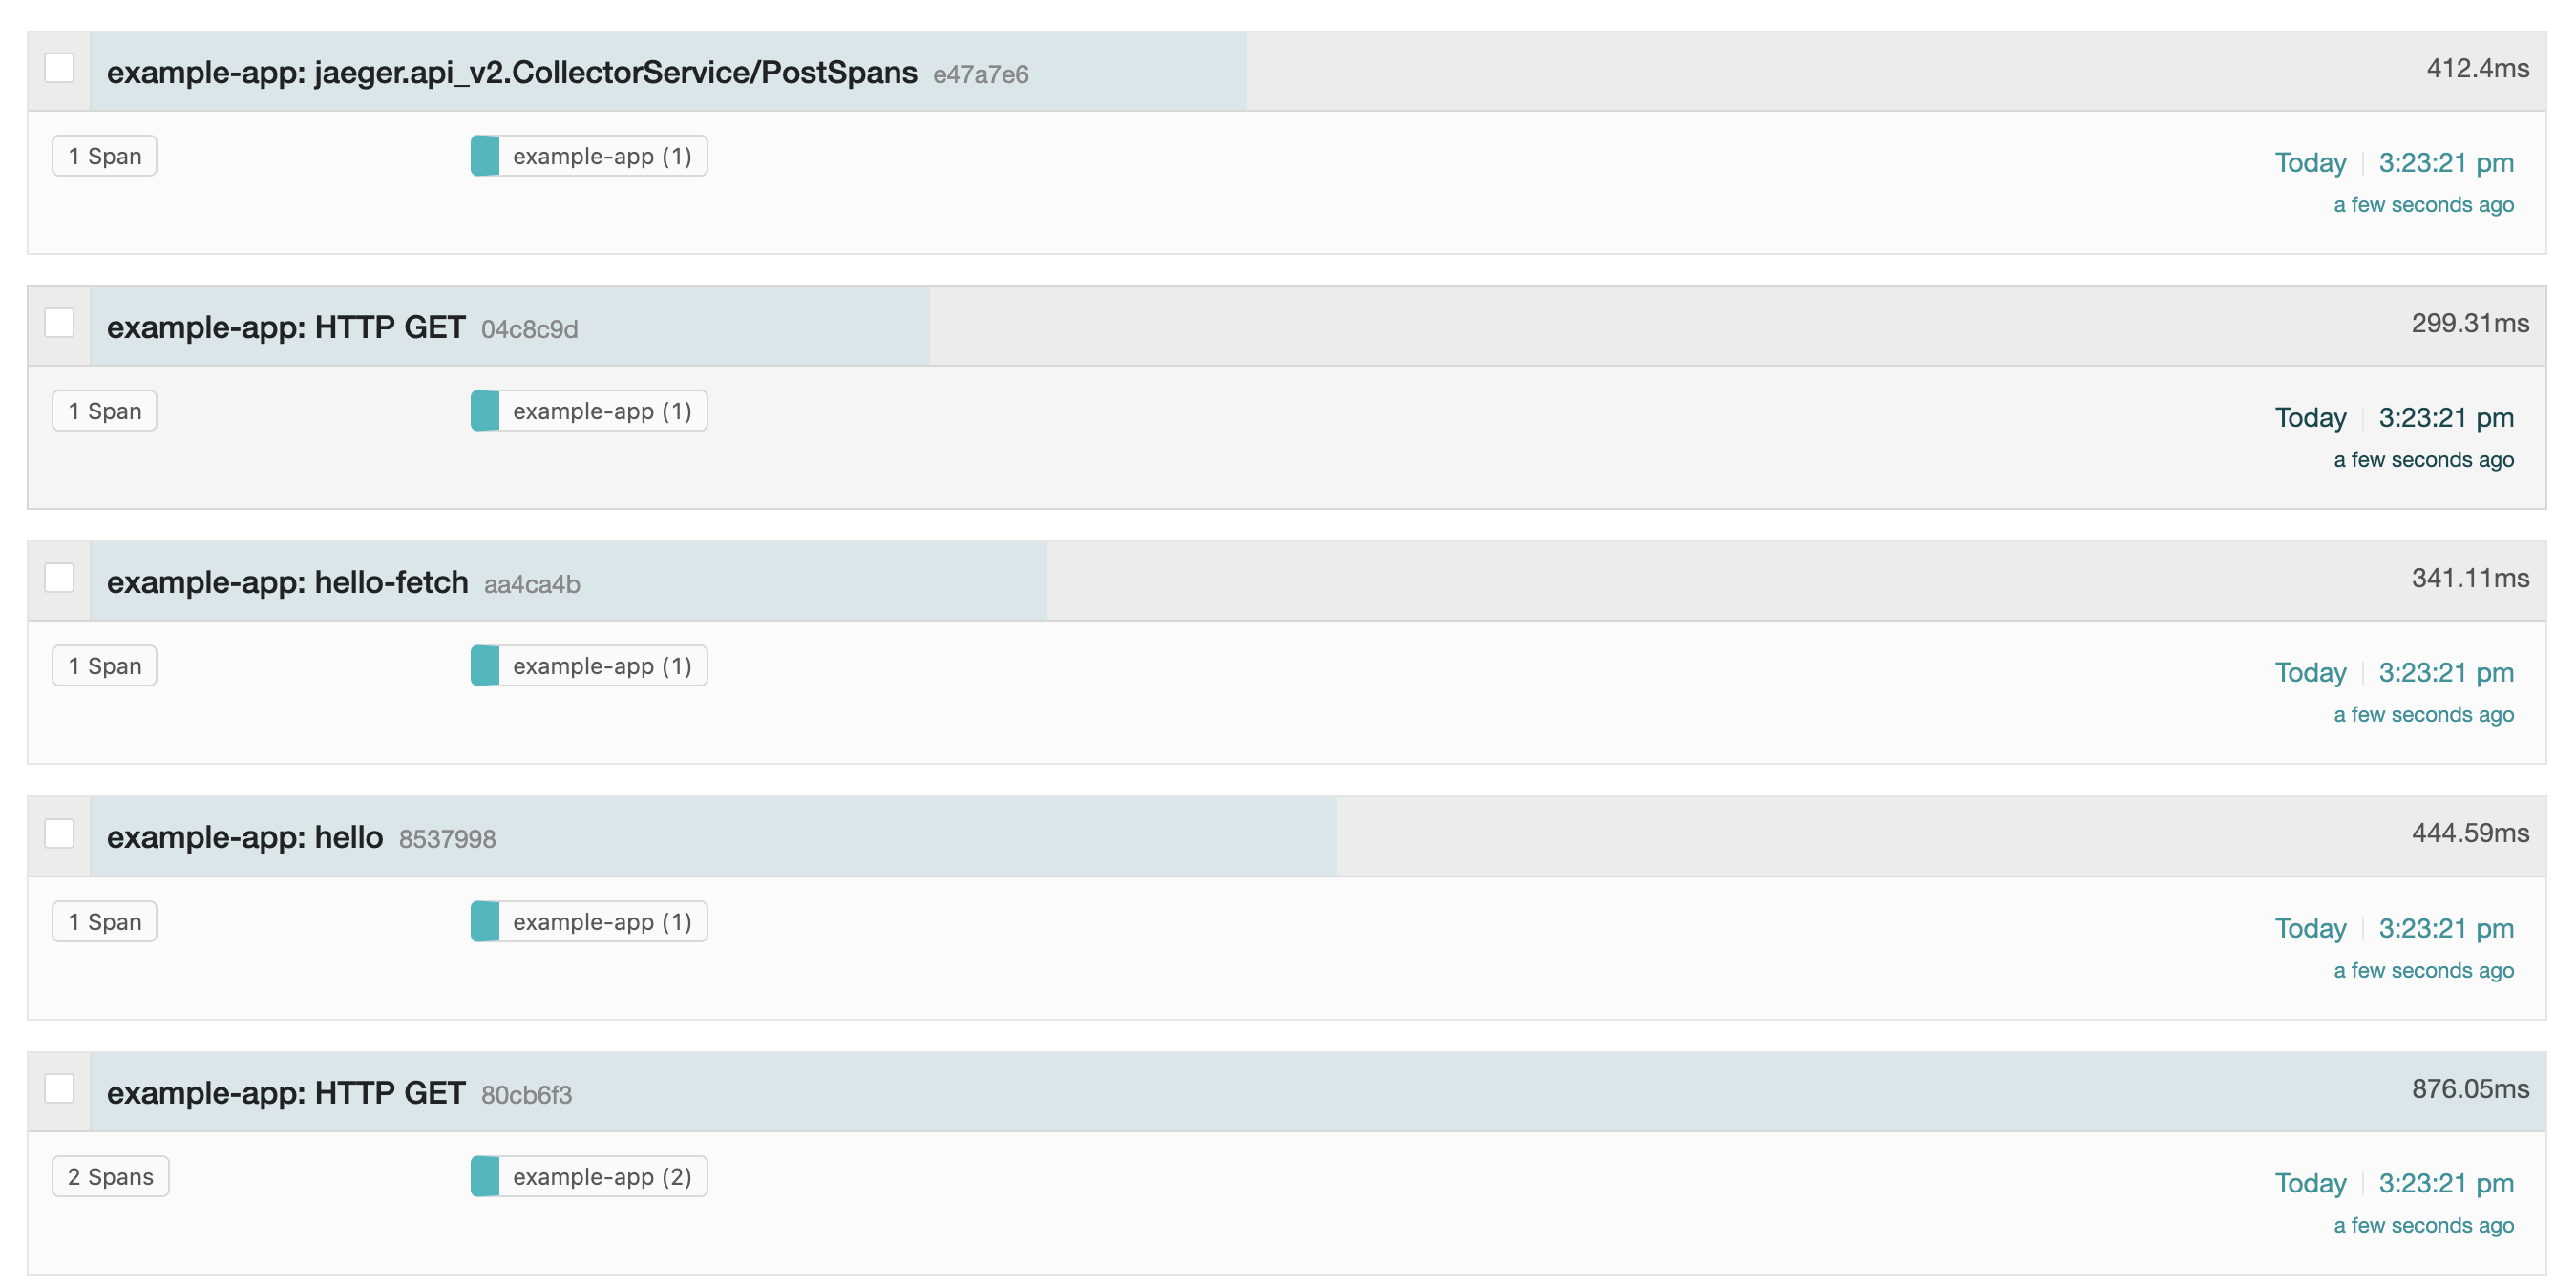 example-app: jaeger.api_v2.CollectorService/PostSpans e47a7e6 412.4ms
1 Span example-app (1) Today 3:23:21 pm
a few seconds ago
example-app: HTTP GET 04c8c9d 299.31ms
1 Span example-app (1) Today 3:23:21 pm
a few seconds ago
example-app: hello-fetch aa4ca4b 341.11ms
1 Span example-app (1) Today 3:23:21 pm
a few seconds ago
example-app: hello 8537998 444.59ms
1 Span example-app (1) Today 3:23:21 pm
a few seconds ago
example-app: HTTP GET 80cb6f3 876.05ms
2 Spans example-app (2) Today 3:23:21 pm
a few seconds ago